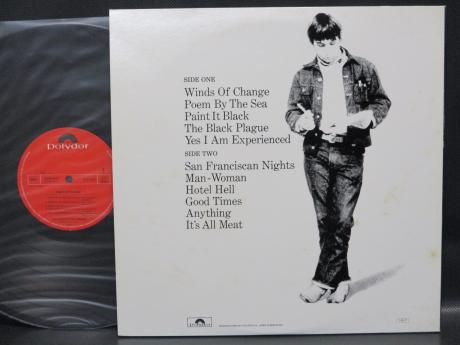 SIDE ONE
Winds Of Change
Poem By The Sea
Paint It Black
The Black Plague
Yes I Am Experienced
SIDE TWO
San Franciscan Nights
Man-Woman
Hotel Hell
Good Times
Anything
It's All Meat
Polydor